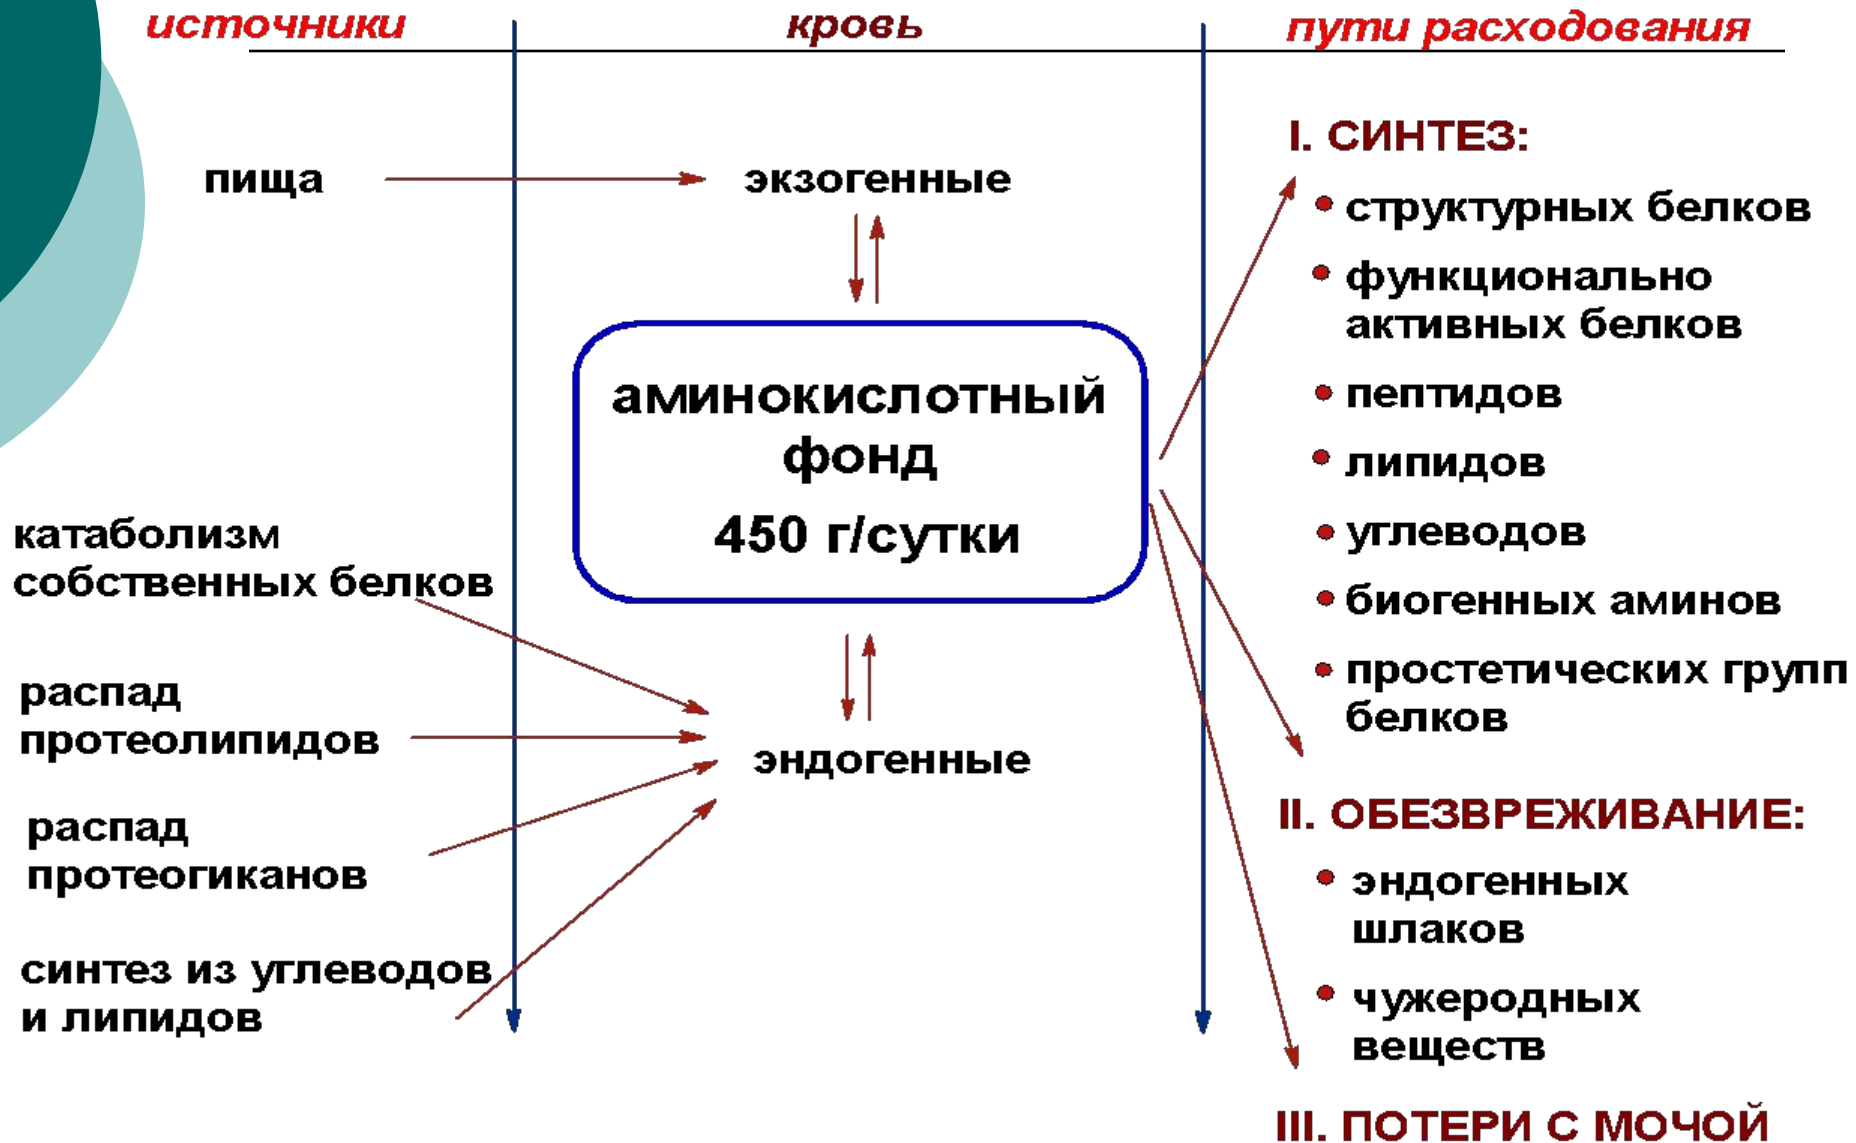 источники
кровь
пути расходования
пища
экзогенные
аминокислотный
фонд
450 г/сутки
катаболизм
собственных белков
распад
протеолипидов
эндогенные
распад
протеогиканов
синтез из углеводов
и липидов
I. СИНТЕЗ:
• структурных белков
• функционально
активных белков
• пептидов
• липидов
• углеводов
• биогенных аминов
• простетических групп
белков
II. ОБЕЗВРЕЖИВАНИЕ:
• эндогенных
шлаков
• чужеродных
веществ
III. ПОТЕРИ С МОЧОЙ